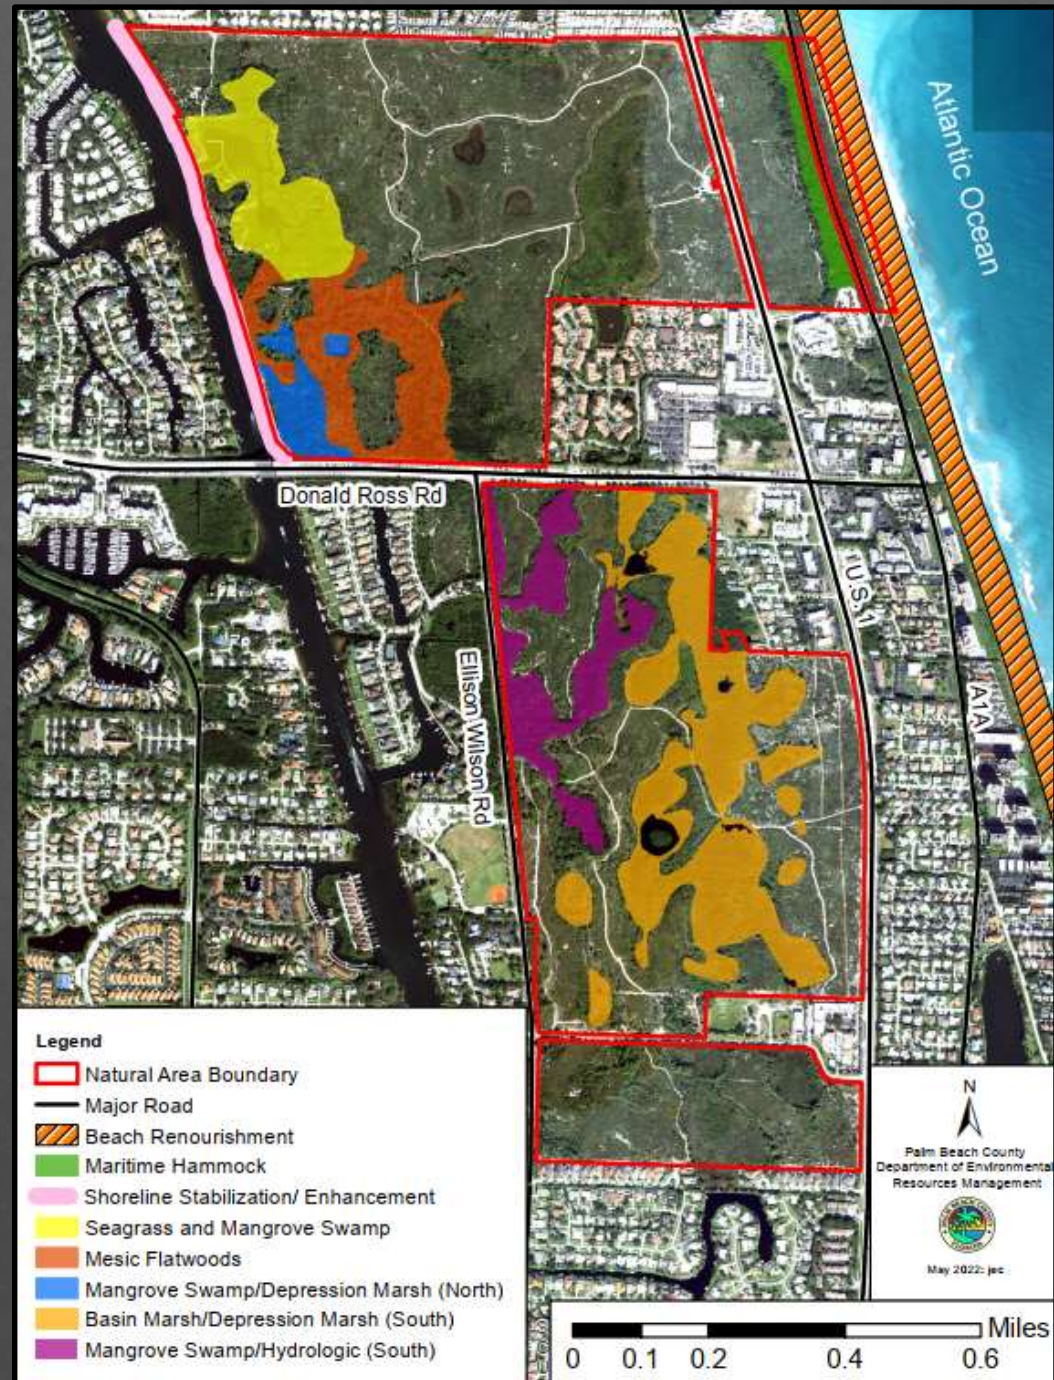 Atlantic Ocean
Donald Ross Rd
U.S. 1
Ellison Wilson Rd
A1A
Legend
Natural Area Boundary
Major Road
Beach Renourishment
Maritime Hammock
Shoreline Stabilization/ Enhancement
Seagrass and Mangrove Swamp
Mesic Flatwoods
Mangrove Swamp/Depression Marsh (North)
Basin Marsh/Depression Marsh (South)
Mangrove Swamp/Hydrologic (South)
N
Palm Beach County
Department of Environmental
Resources Management
May 2022: jec
Miles
0 0.1 0.2 0.4 0.6